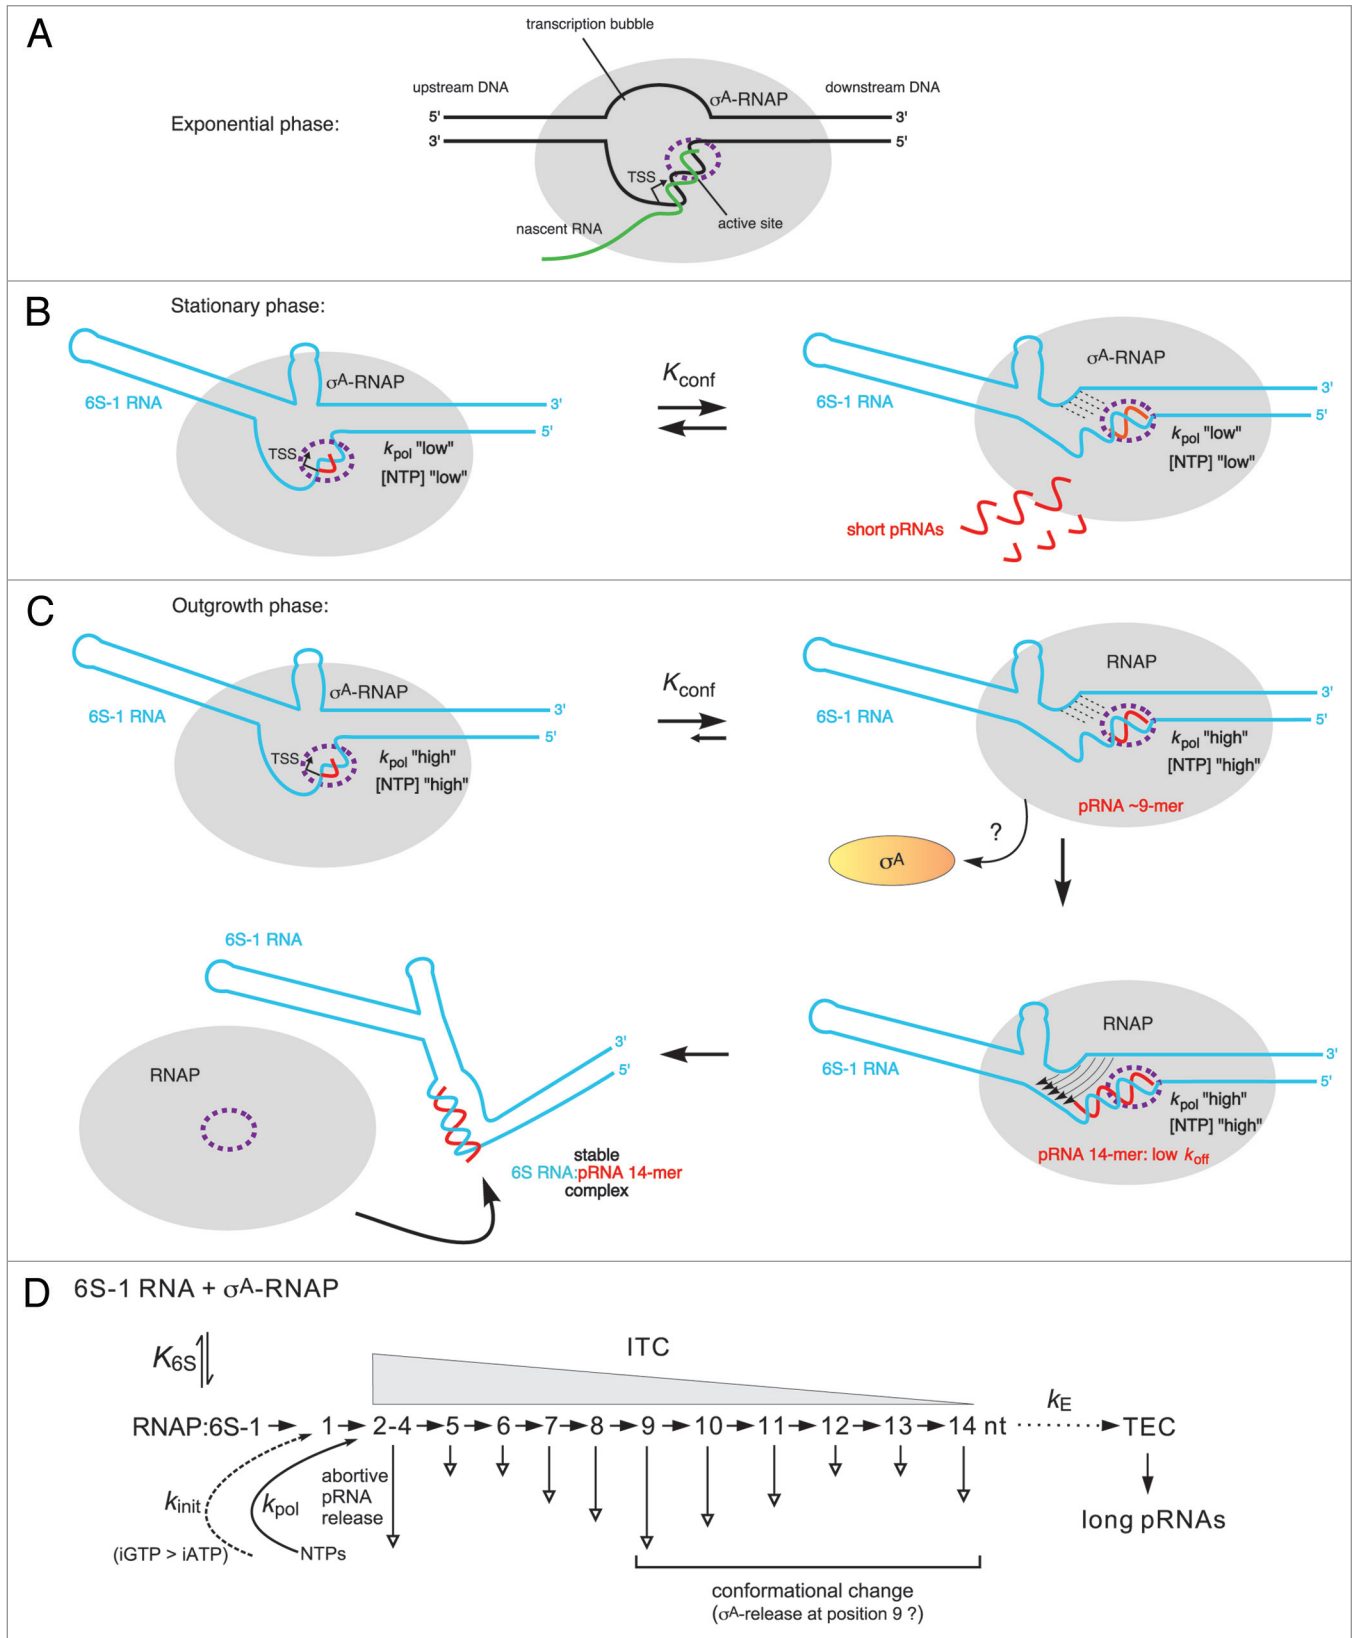 A
transcription bubble
upstream DNA
downstream DNA
σA-RNAP
5'
3'
Exponential phase:
3'
5'
TSS
active site
nascent RNA
B
Stationary phase:
σA-RNAP
6S-1 RNA
3'
5'
TSS
kpol "low"
[NTP] "low"
Kconf
σA-RNAP
6S-1 RNA
3'
5'
kpol "low"
[NTP] "low"
short pRNAs
C
Outgrowth phase:
σA-RNAP
6S-1 RNA
3'
5'
TSS
kpol "high"
[NTP] "high"
Kconf
RNAP
6S-1 RNA
3'
5'
kpol "high"
[NTP] "high"
pRNA ~9-mer
?
σA
RNAP
6S-1 RNA
3'
5'
kpol "high"
[NTP] "high"
pRNA 14-mer: low koff
6S-1 RNA
RNAP
3'
5'
stable
6S RNA:pRNA 14-mer
complex
D
6S-1 RNA + σA-RNAP
K6S
ITC
kE
RNAP:6S-1 1 2-4 5 6 7 8 9 10 11 12 13 14 nt TEC
abortive
pRNA
release
kinit
kpol
(iGTP > iATP)
NTPs
long pRNAs
conformational change
(σA-release at position 9 ?)